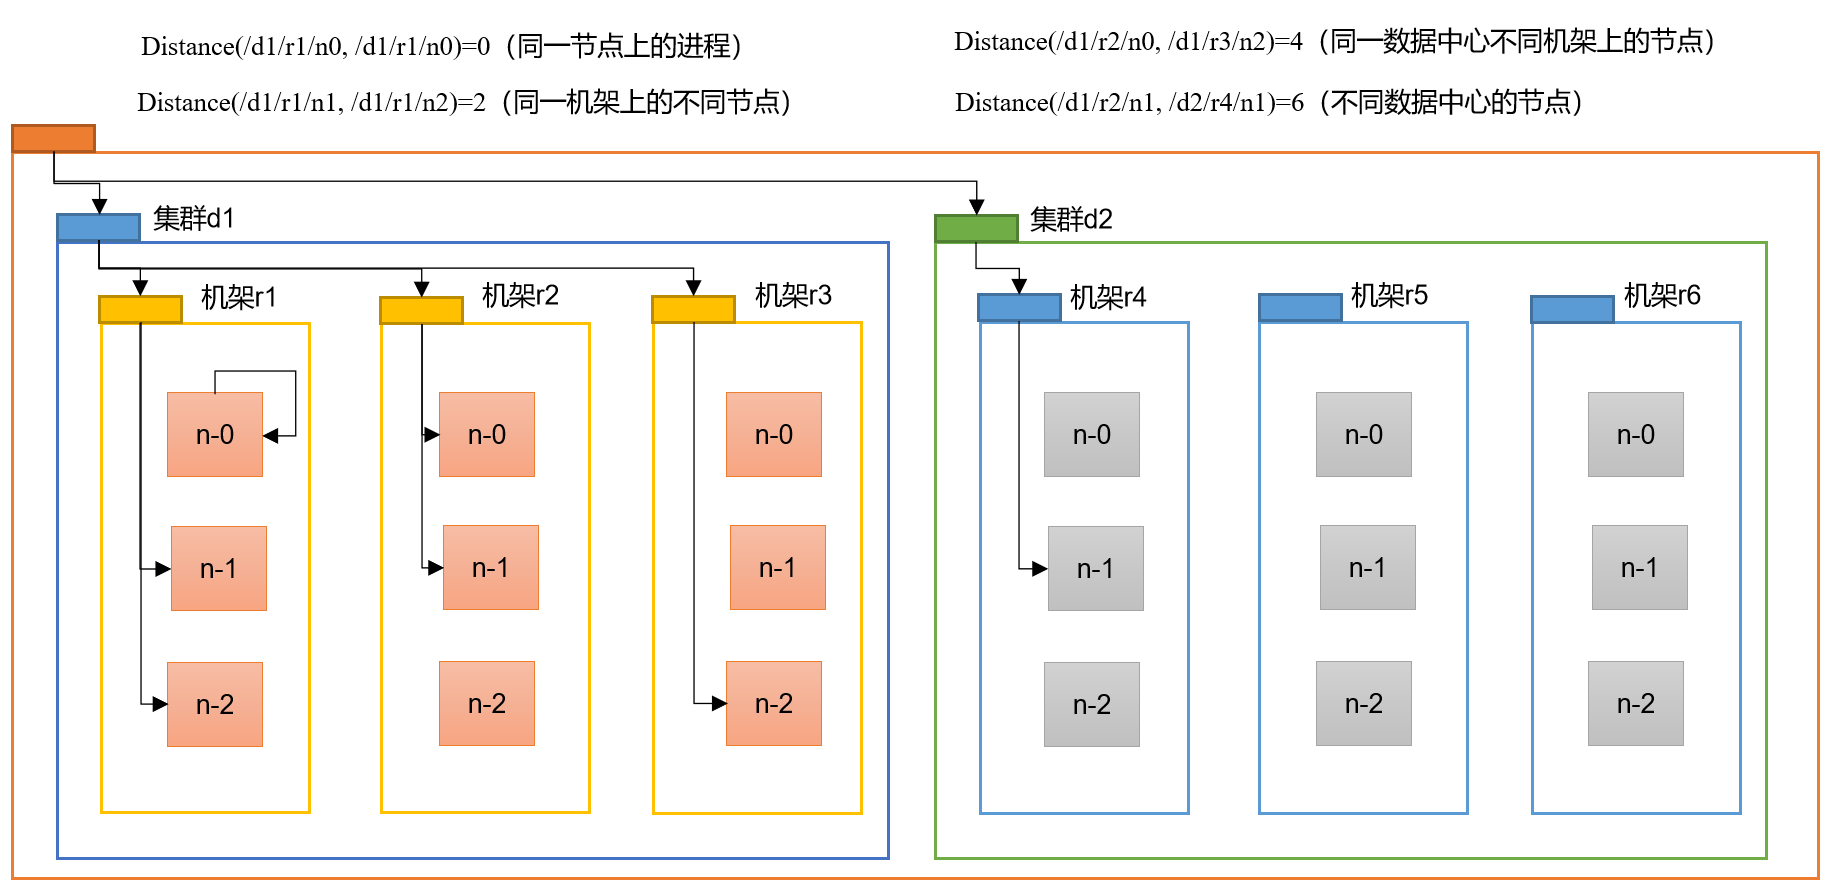 Distance(/d1/r1/n0, /d1/r1/n0)=0（同一节点上的进程）
Distance(/d1/r2/n0, /d1/r3/n2)=4（同一数据中心不同机架上的节点）
Distance(/d1/r1/n1, /d1/r1/n2)=2（同一机架上的不同节点）
Distance(/d1/r2/n1, /d2/r4/n1)=6（不同数据中心的节点）
集群d1
集群d2
机架r1
机架r2
机架r3
机架r4
机架r5
机架r6
n-0
n-0
n-0
n-0
n-0
n-0
n-1
n-1
n-1
n-1
n-1
n-1
n-2
n-2
n-2
n-2
n-2
n-2